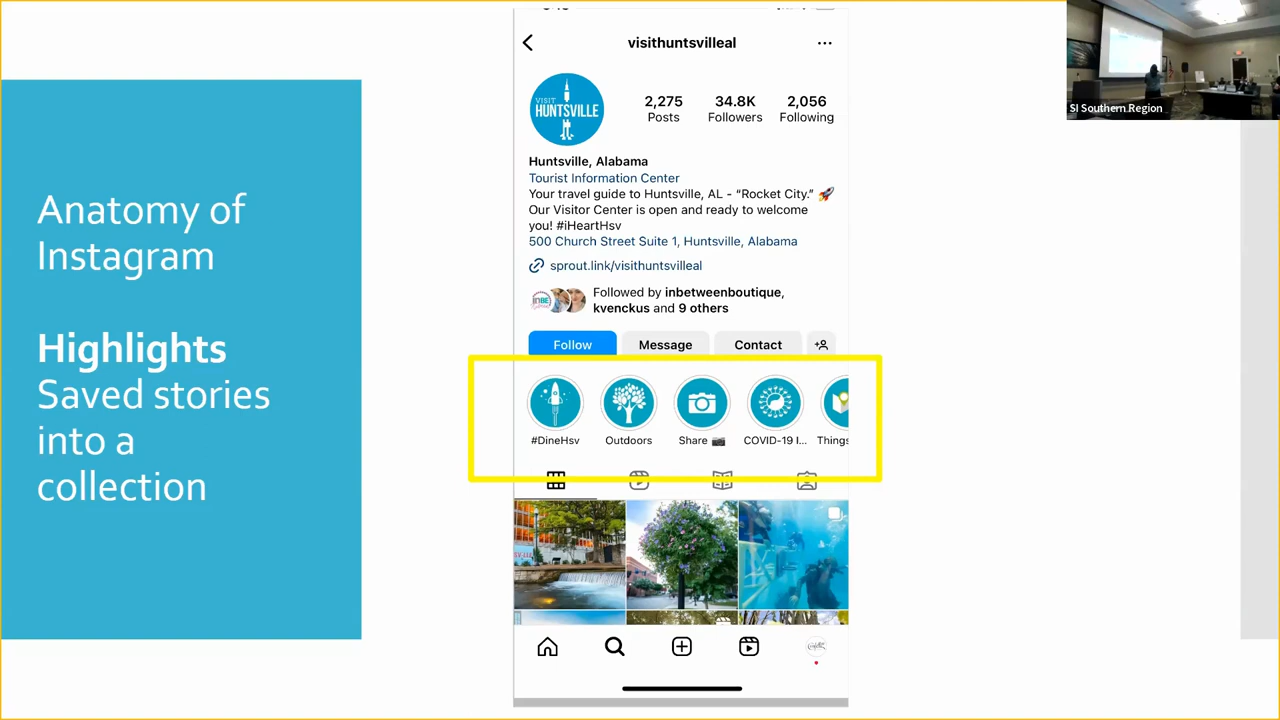 Anatomy of
Instagram
Highlights
Saved stories
into a
collection
visithuntsvilleal
VISIT
HUNTSVILLE
2,275
Posts
34.8K
Followers
2,056
Following
Huntsville, Alabama
Tourist Information Center
Your travel guide to Huntsville, AL - “Rocket City.” 🚀
Our Visitor Center is open and ready to welcome
you! #iHeartHsv
500 Church Street Suite 1, Huntsville, Alabama
sprout.link/visithuntsvilleal
Followed by inbetweenboutique,
kvenckus and 9 others
Follow
Message
Contact
#DineHsv
Outdoors
Share 📷
COVID-19 I...
Things
SI Southern Region